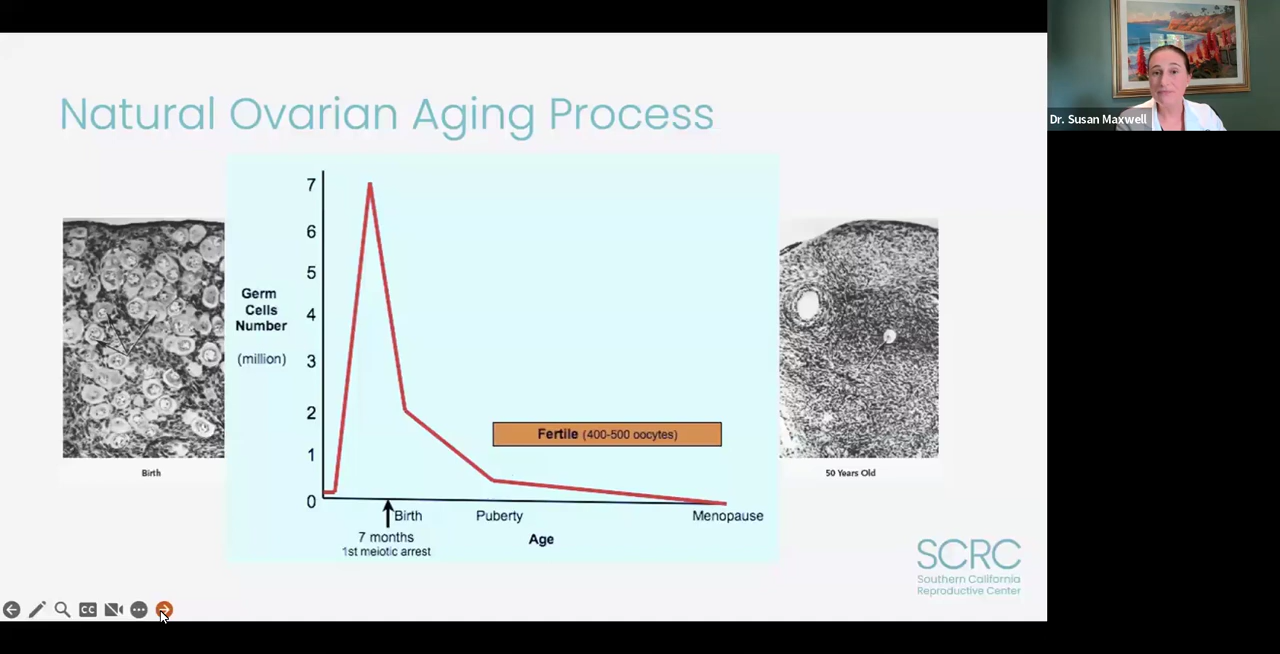 Natural Ovarian Aging Process
Dr. Susan Maxwell
7
6
5
4
3
2
1
0
Germ
Cells
Number
(million)
Fertile (400-500 oocytes)
Birth
Puberty
Menopause
7 months
1st meiotic arrest
Age
Birth
50 Years Old
SCRC
Southern California
Reproductive Center
CC